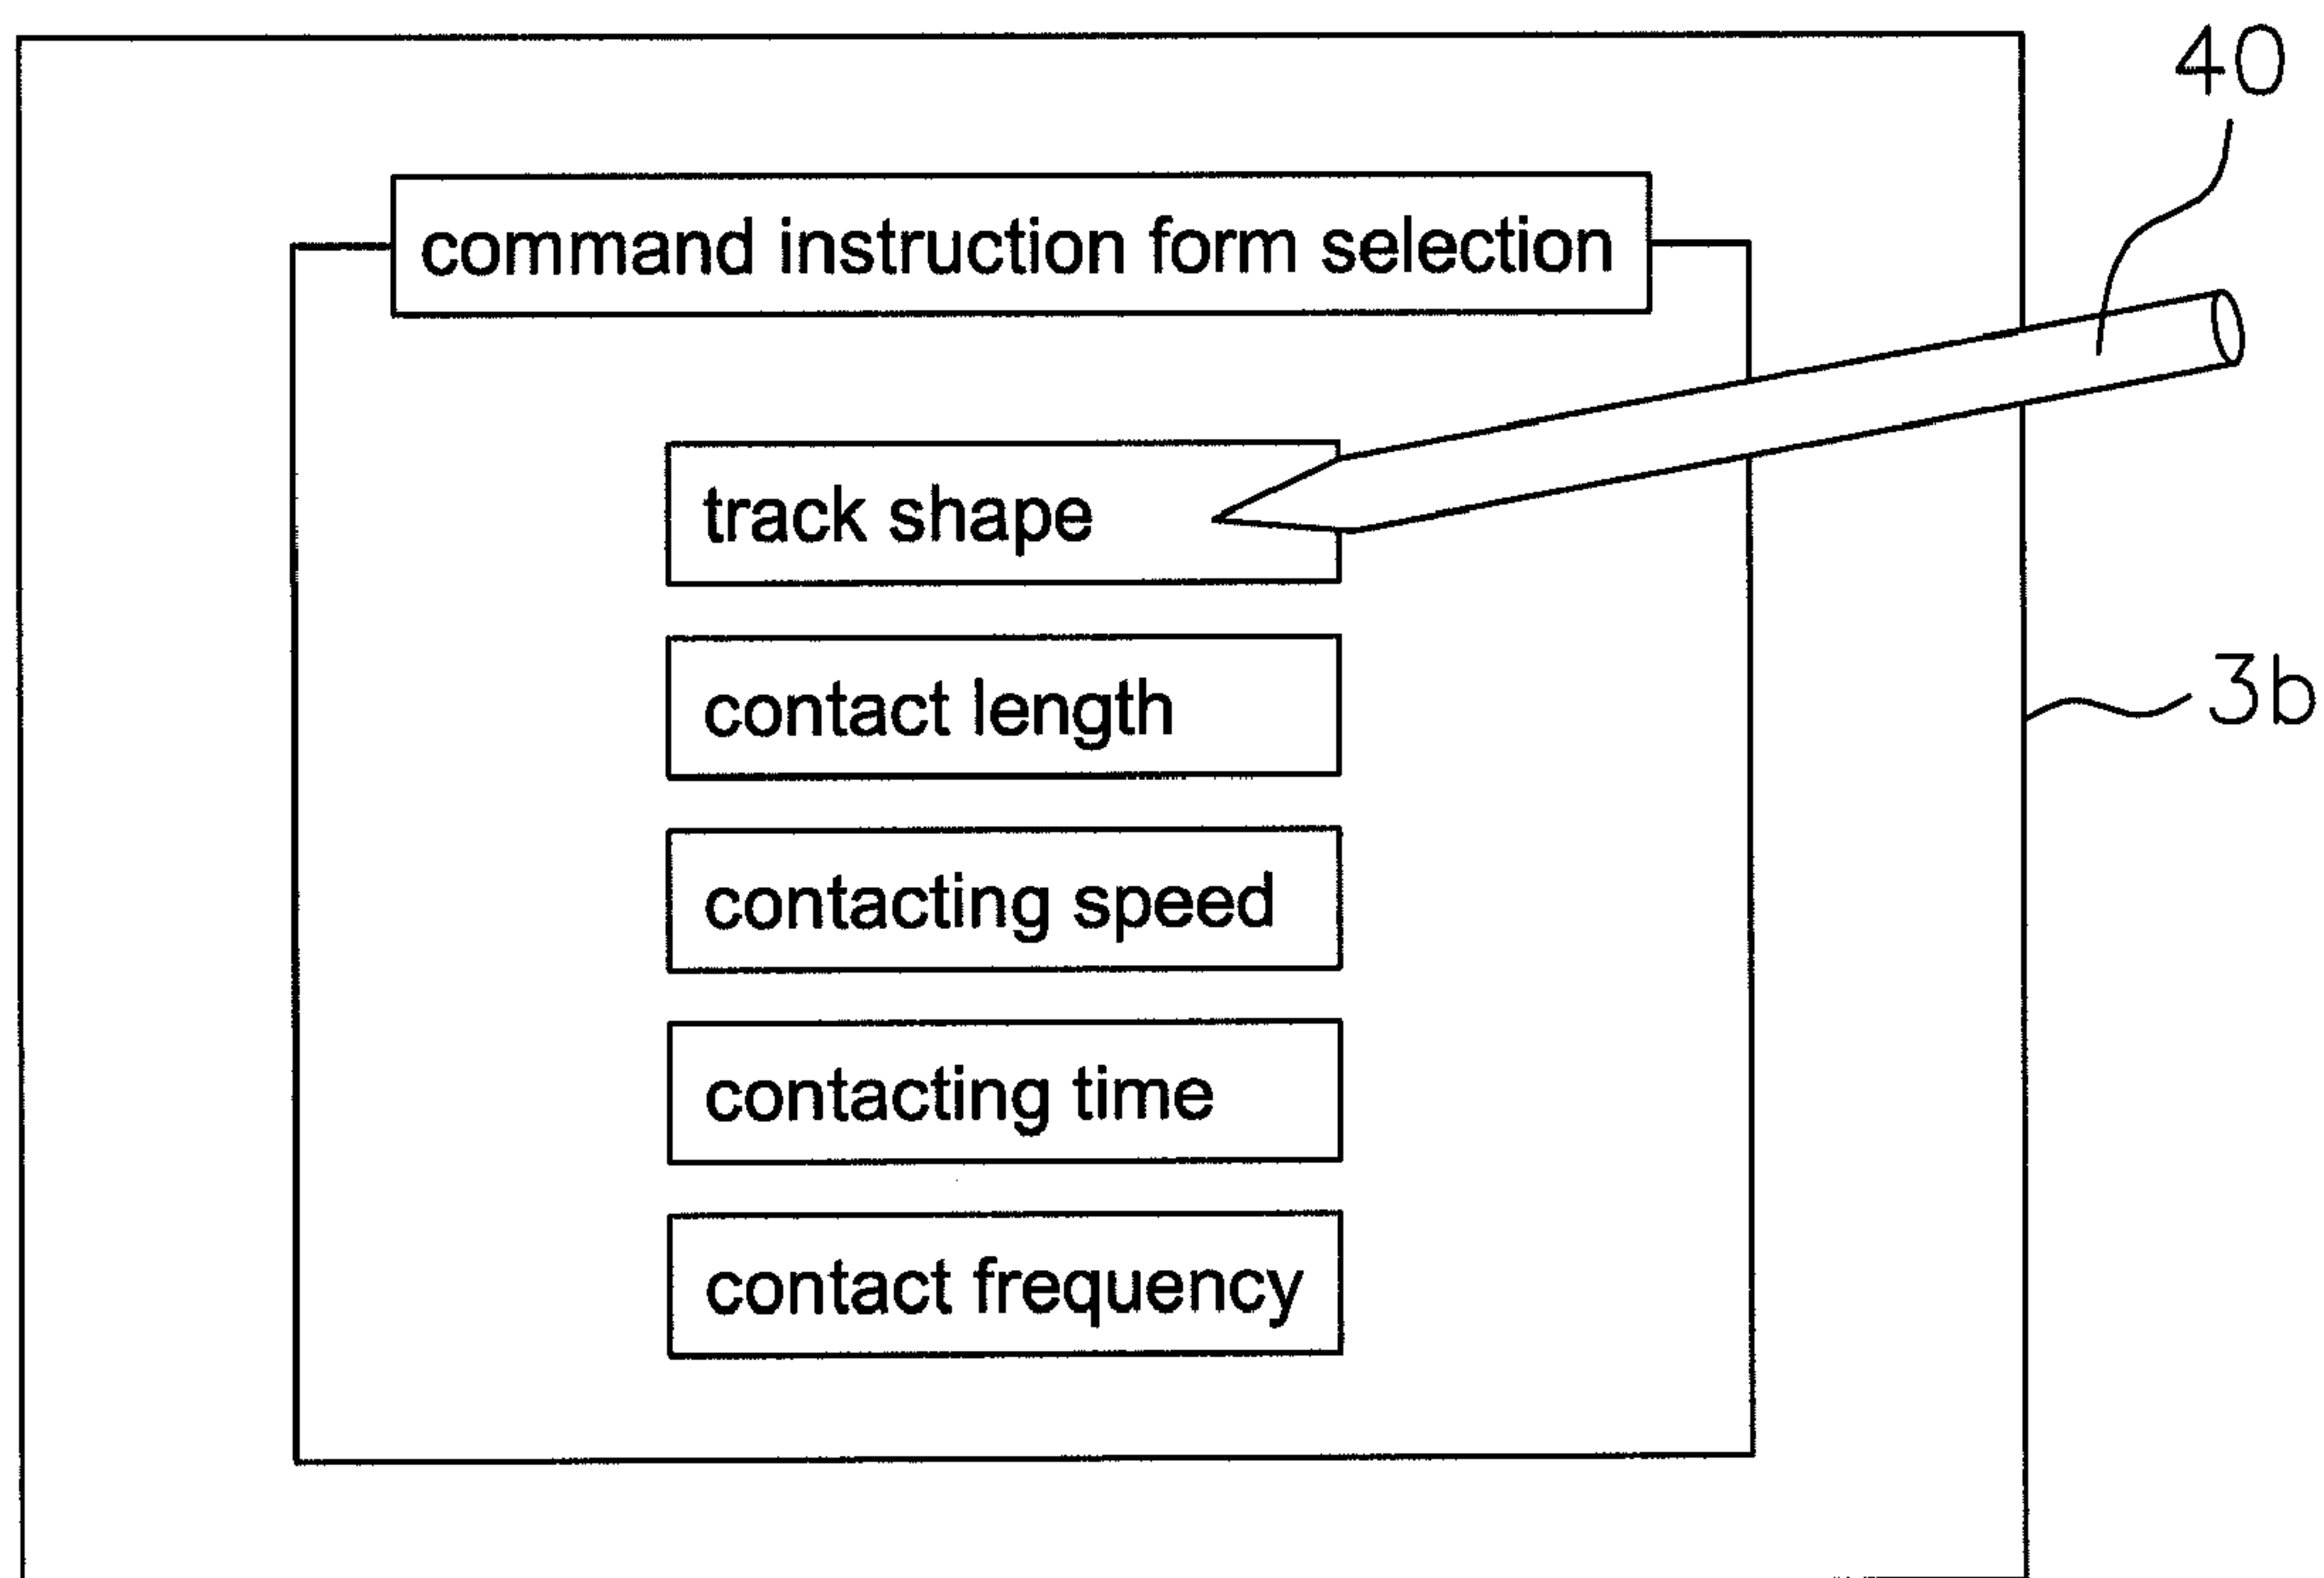 40
command instruction form selection
track shape
contact length
3b
contacting speed
contacting time
contact frequency